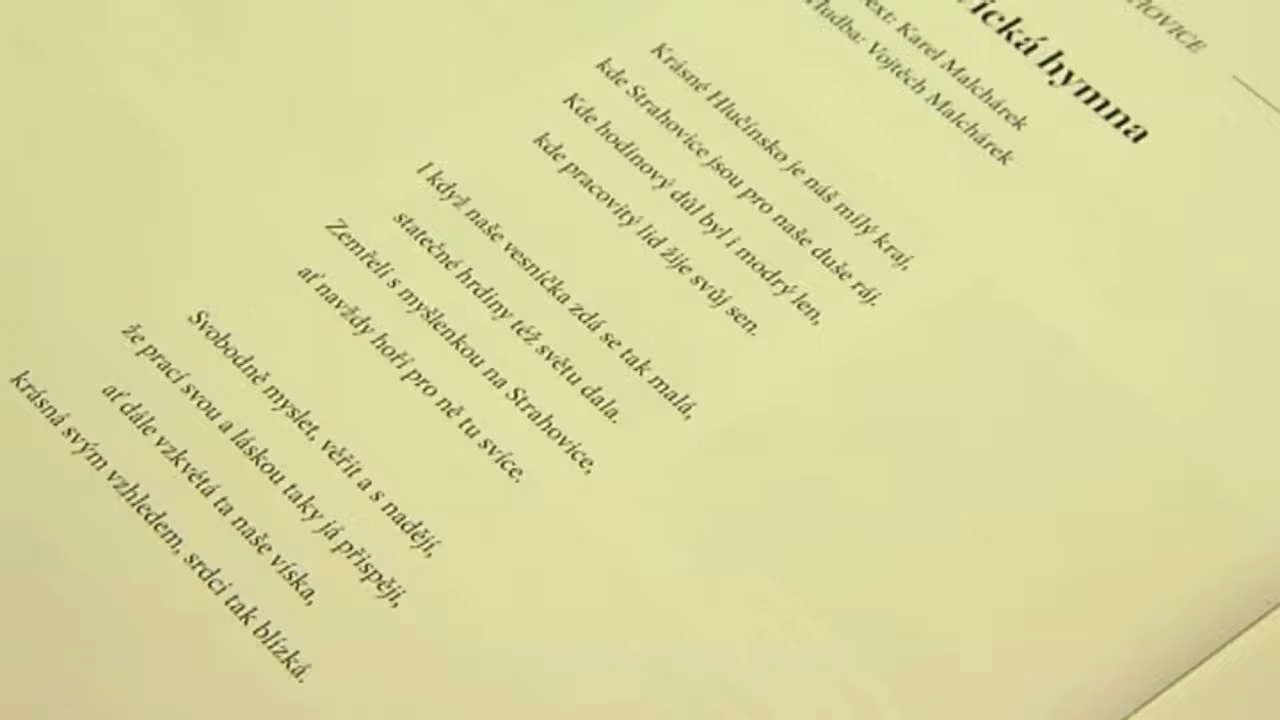 HOVICE
ická hymna
ext: Karel Malchárek
Hudba: Vojtěch Malchárek
Krásné Hlučínsko je náš milý kraj,
kde Strahovice jsou pro naše duše ráj.
Kde hodinový důl byl i modrý len,
kde pracovitý lid žije svůj sen.
I když naše vesnička zdá se tak malá,
statečné hrdiny též světu dala.
Zemřeli s myšlenkou na Strahovice,
ať navždy hoří pro ně tu svíce.
Svobodně myslet, věřit a s nadějí,
že prací svou a láskou taky já přispěji,
ať dále vzkvétá ta naše víska,
krásná svým vzhledem, srdci tak blízká.